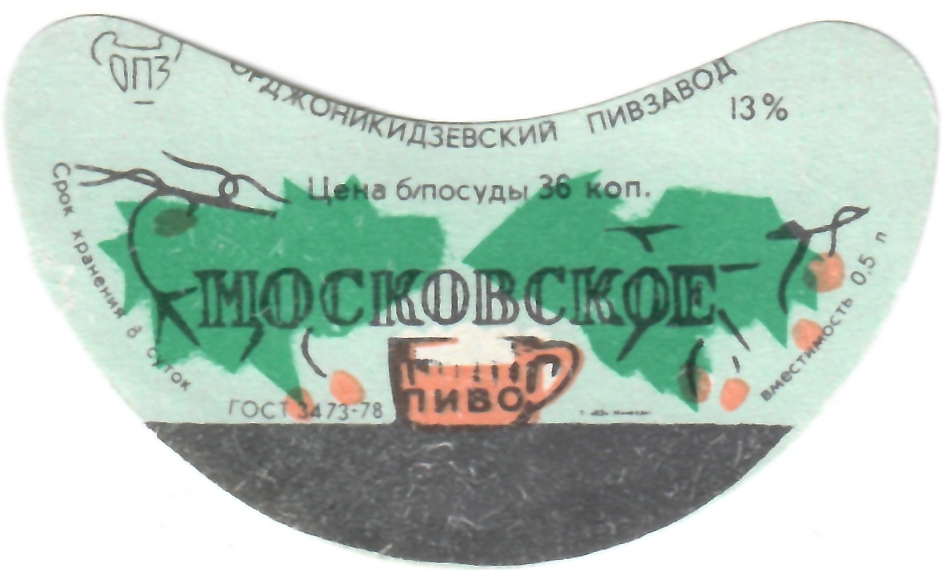 ОПЗ
ОРДЖОНИКИДЗЕВСКИЙ ПИВЗАВОД
13%
Цена б/посуды 36 коп.
Срок хранения 8 суток
МОСКОВСКОЕ
вместимость 0,5 л
ПИВО
ГОСТ 3473-78